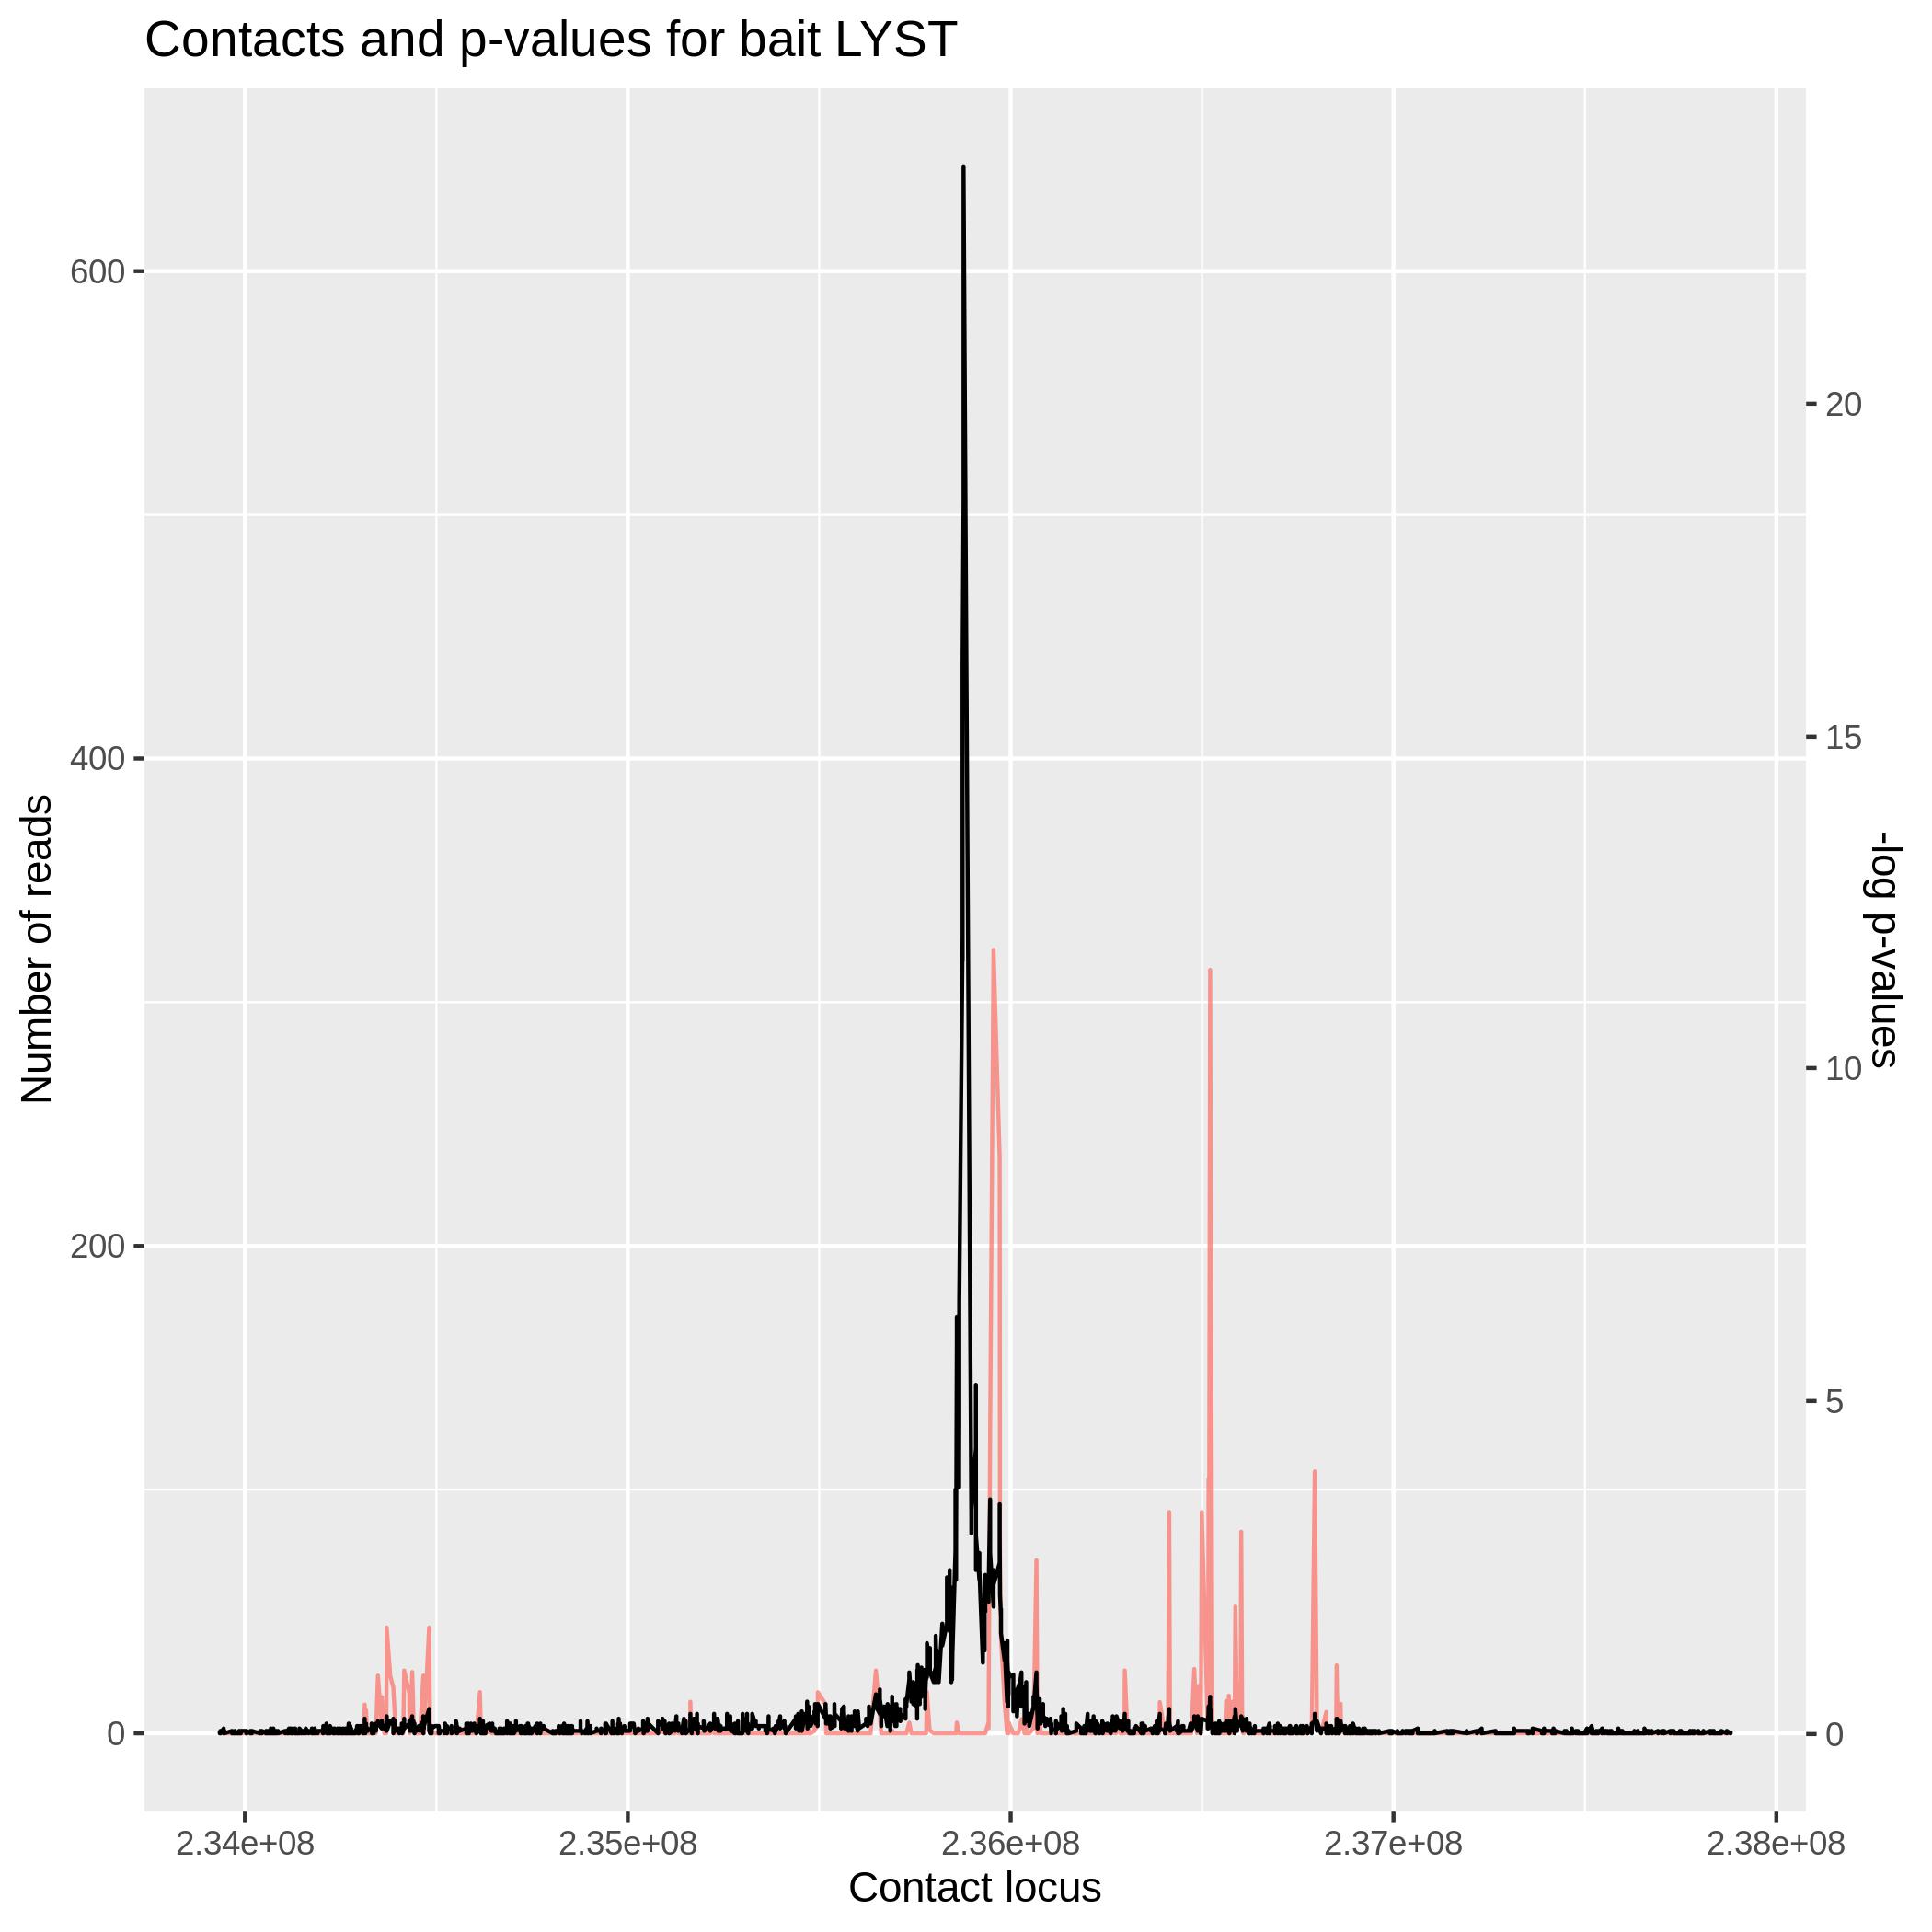 Contacts and p-values for bait LYST
600
400
200
0
Number of reads
20
15
10
5
0
-log p-values
2.34e+08
2.35e+08
2.36e+08
2.37e+08
2.38e+08
Contact locus